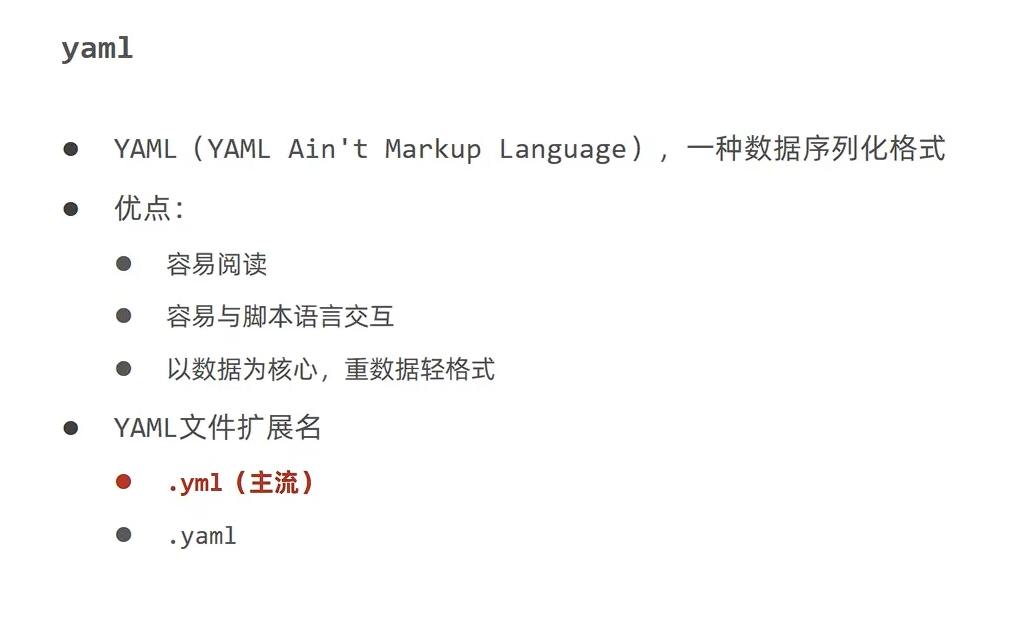 yaml
YAML（YAML Ain't Markup Language），一种数据序列化格式
优点：
容易阅读
容易与脚本语言交互
以数据为核心，重数据轻格式
YAML文件扩展名
.yml（主流）
.yaml